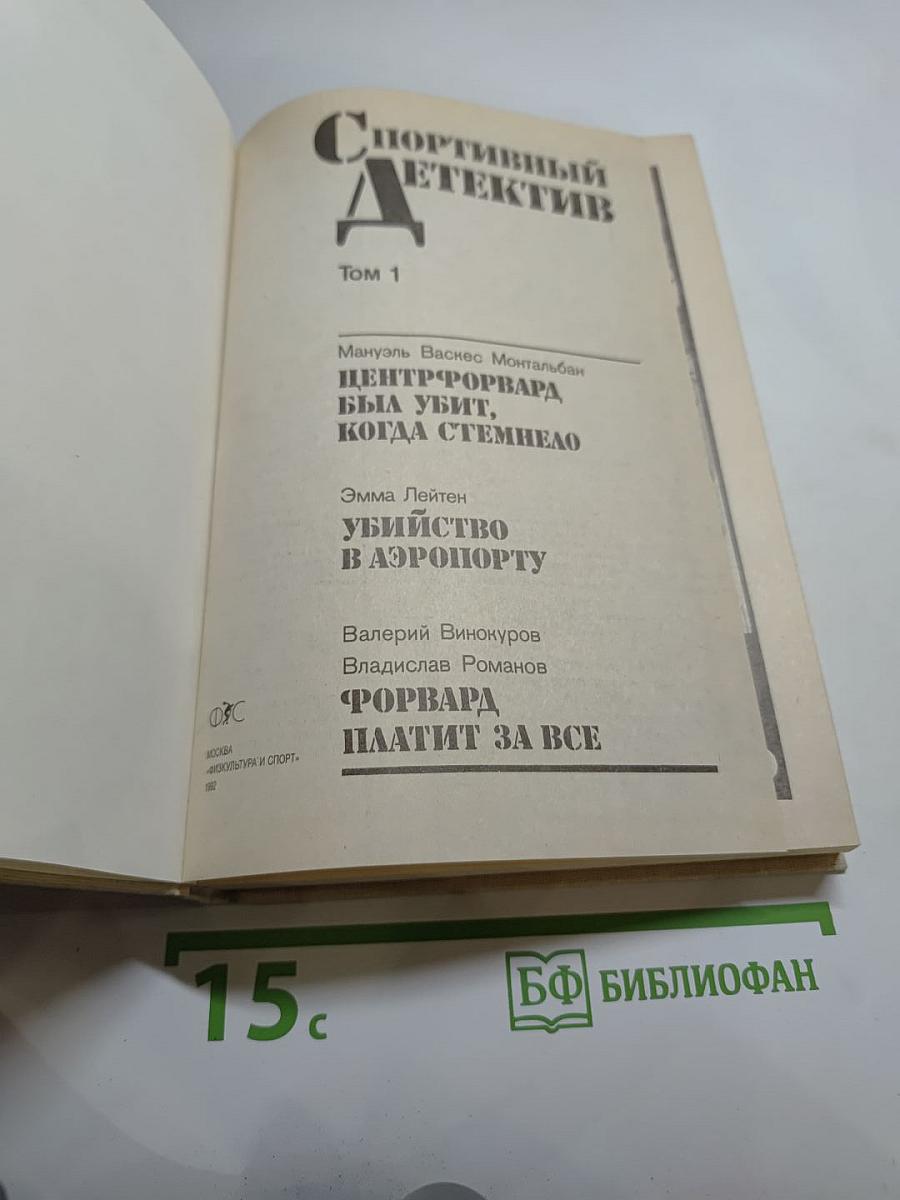 Спортивный
Детектив
Том 1
Мануэль Васкес Монтальбан
ЦЕНТРФОРВАРД
БЫЛ УБИТ,
КОГДА СТЕМНЕЛО
Эмма Лейтен
УБИЙСТВО
В АЭРОПОРТУ
Валерий Винокуров
Владислав Романов
ФОРВАРД
ПЛАТИТ ЗА ВСЕ
ФиС
МОСКВА
«ФИЗКУЛЬТУРА И СПОРТ»
1992
15 с
БФ БИБЛИОФАН